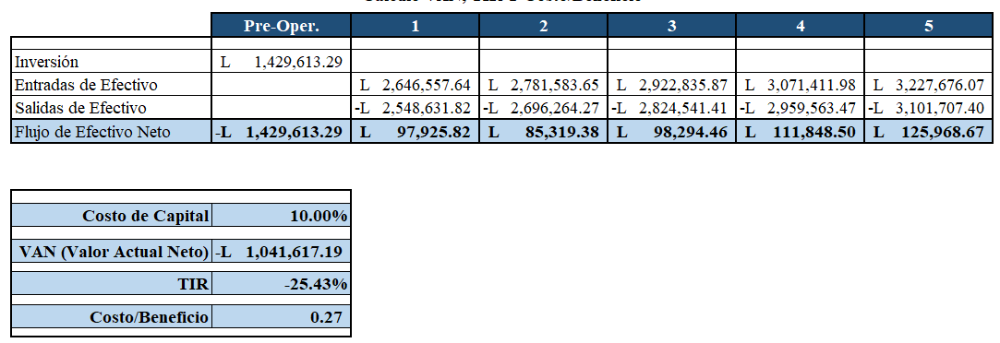 Pre-Oper. 1 2 3 4 5
Inversión L 1,429,613.29
Entradas de Efectivo L 2,646,557.64 L 2,781,583.65 L 2,922,835.87 L 3,071,411.98 L 3,227,676.07
Salidas de Efectivo -L 2,548,631.82 -L 2,696,264.27 -L 2,824,541.41 -L 2,959,563.47 -L 3,101,707.40
Flujo de Efectivo Neto -L 1,429,613.29 L 97,925.82 L 85,319.38 L 98,294.46 L 111,848.50 L 125,968.67
Costo de Capital 10.00%
VAN (Valor Actual Neto) -L 1,041,617.19
TIR -25.43%
Costo/Beneficio 0.27